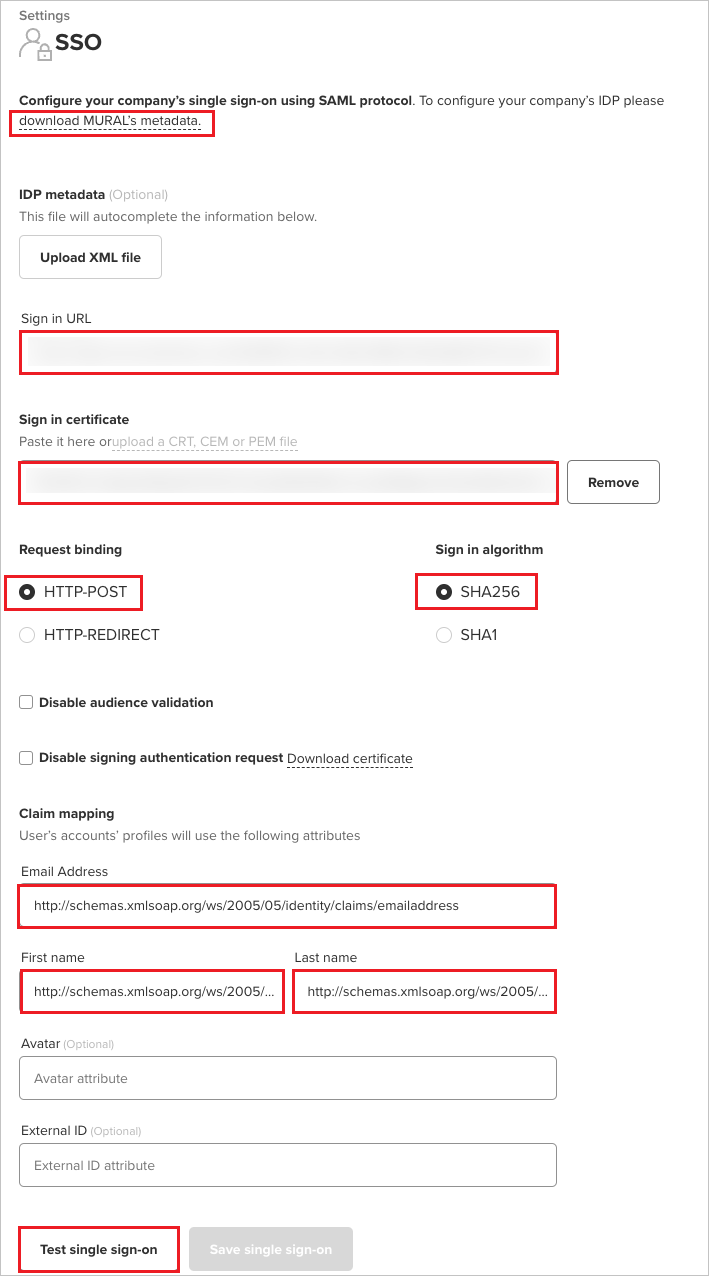 Settings
SSO
Configure your company’s single sign-on using SAML protocol. To configure your company’s IDP please
download MURAL’s metadata.
IDP metadata (Optional)
This file will autocomplete the information below.
Upload XML file
Sign in URL
Sign in certificate
Paste it here orupload a CRT, CEM or PEM file
Remove
Request binding
Sign in algorithm
HTTP-POST
SHA256
HTTP-REDIRECT
SHA1
Disable audience validation
Disable signing authentication request Download certificate
Claim mapping
User’s accounts’ profiles will use the following attributes
Email Address
http://schemas.xmlsoap.org/ws/2005/05/identity/claims/emailaddress
First name
Last name
http://schemas.xmlsoap.org/ws/2005/...
http://schemas.xmlsoap.org/ws/2005/...
Avatar (Optional)
Avatar attribute
External ID (Optional)
External ID attribute
Test single sign-on
Save single sign-on